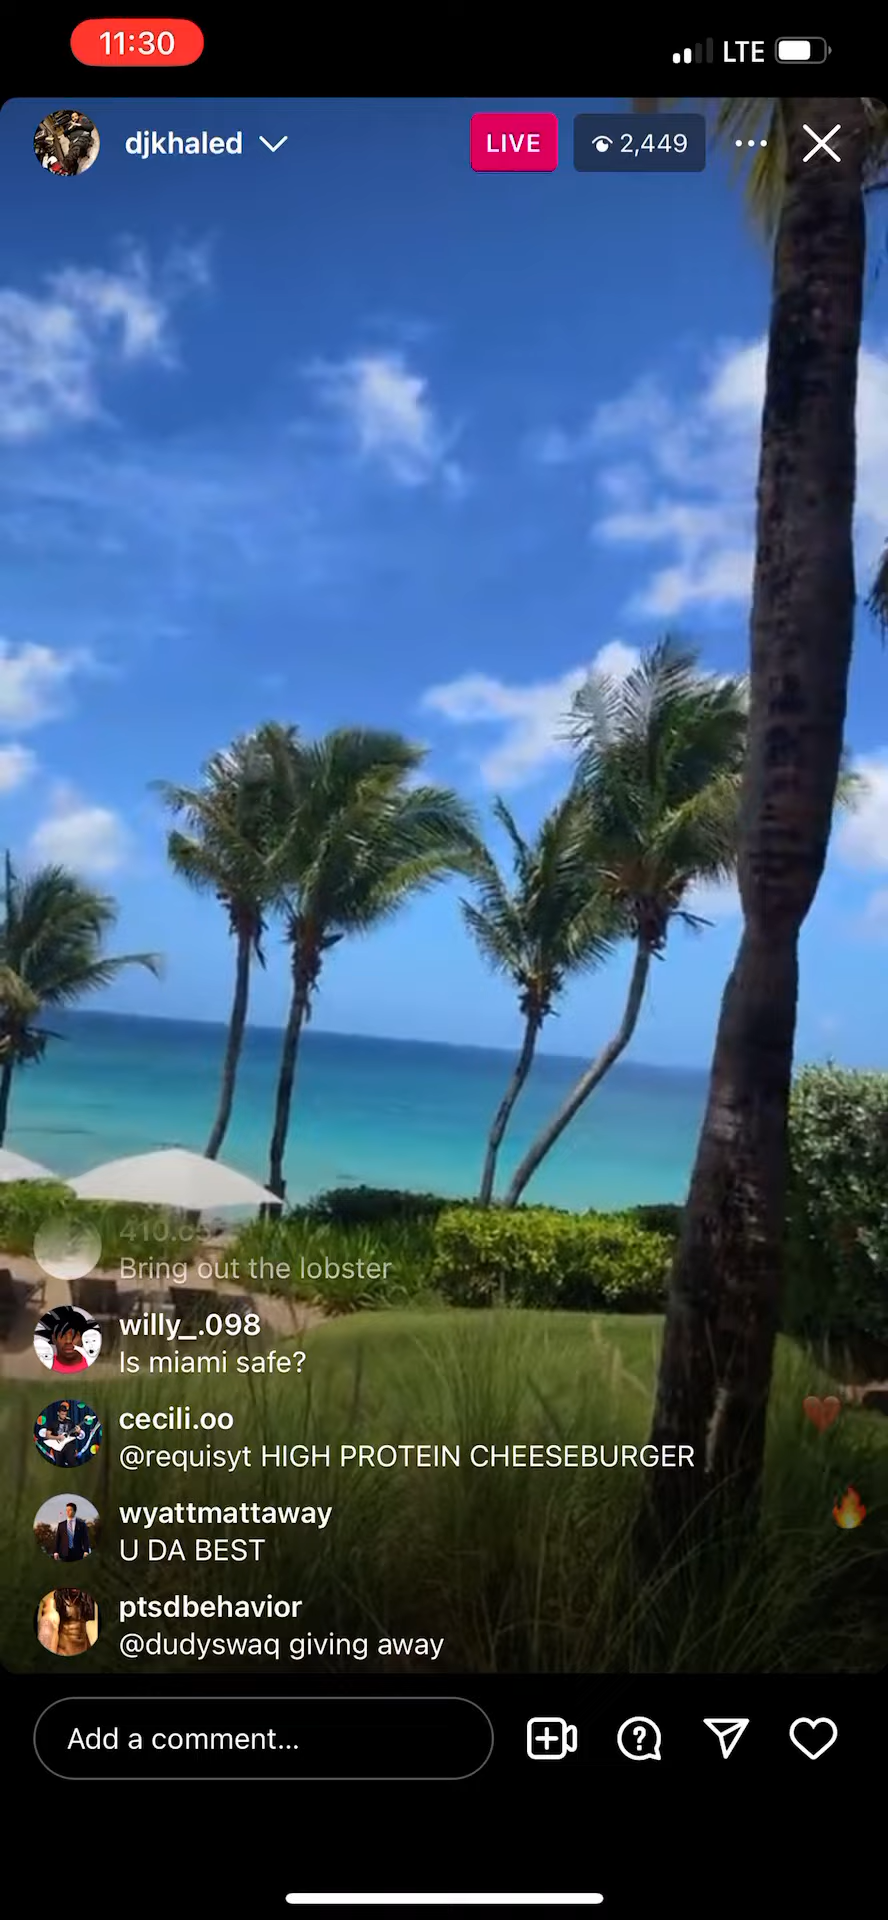 11:30
LTE
djkhaled
LIVE
2,449
Bring out the lobster
willy_.098
Is miami safe?
cecili.oo
@requisyt HIGH PROTEIN CHEESEBURGER
wyattmattaway
U DA BEST
ptsdbehavior
@dudyswaq giving away
Add a comment...